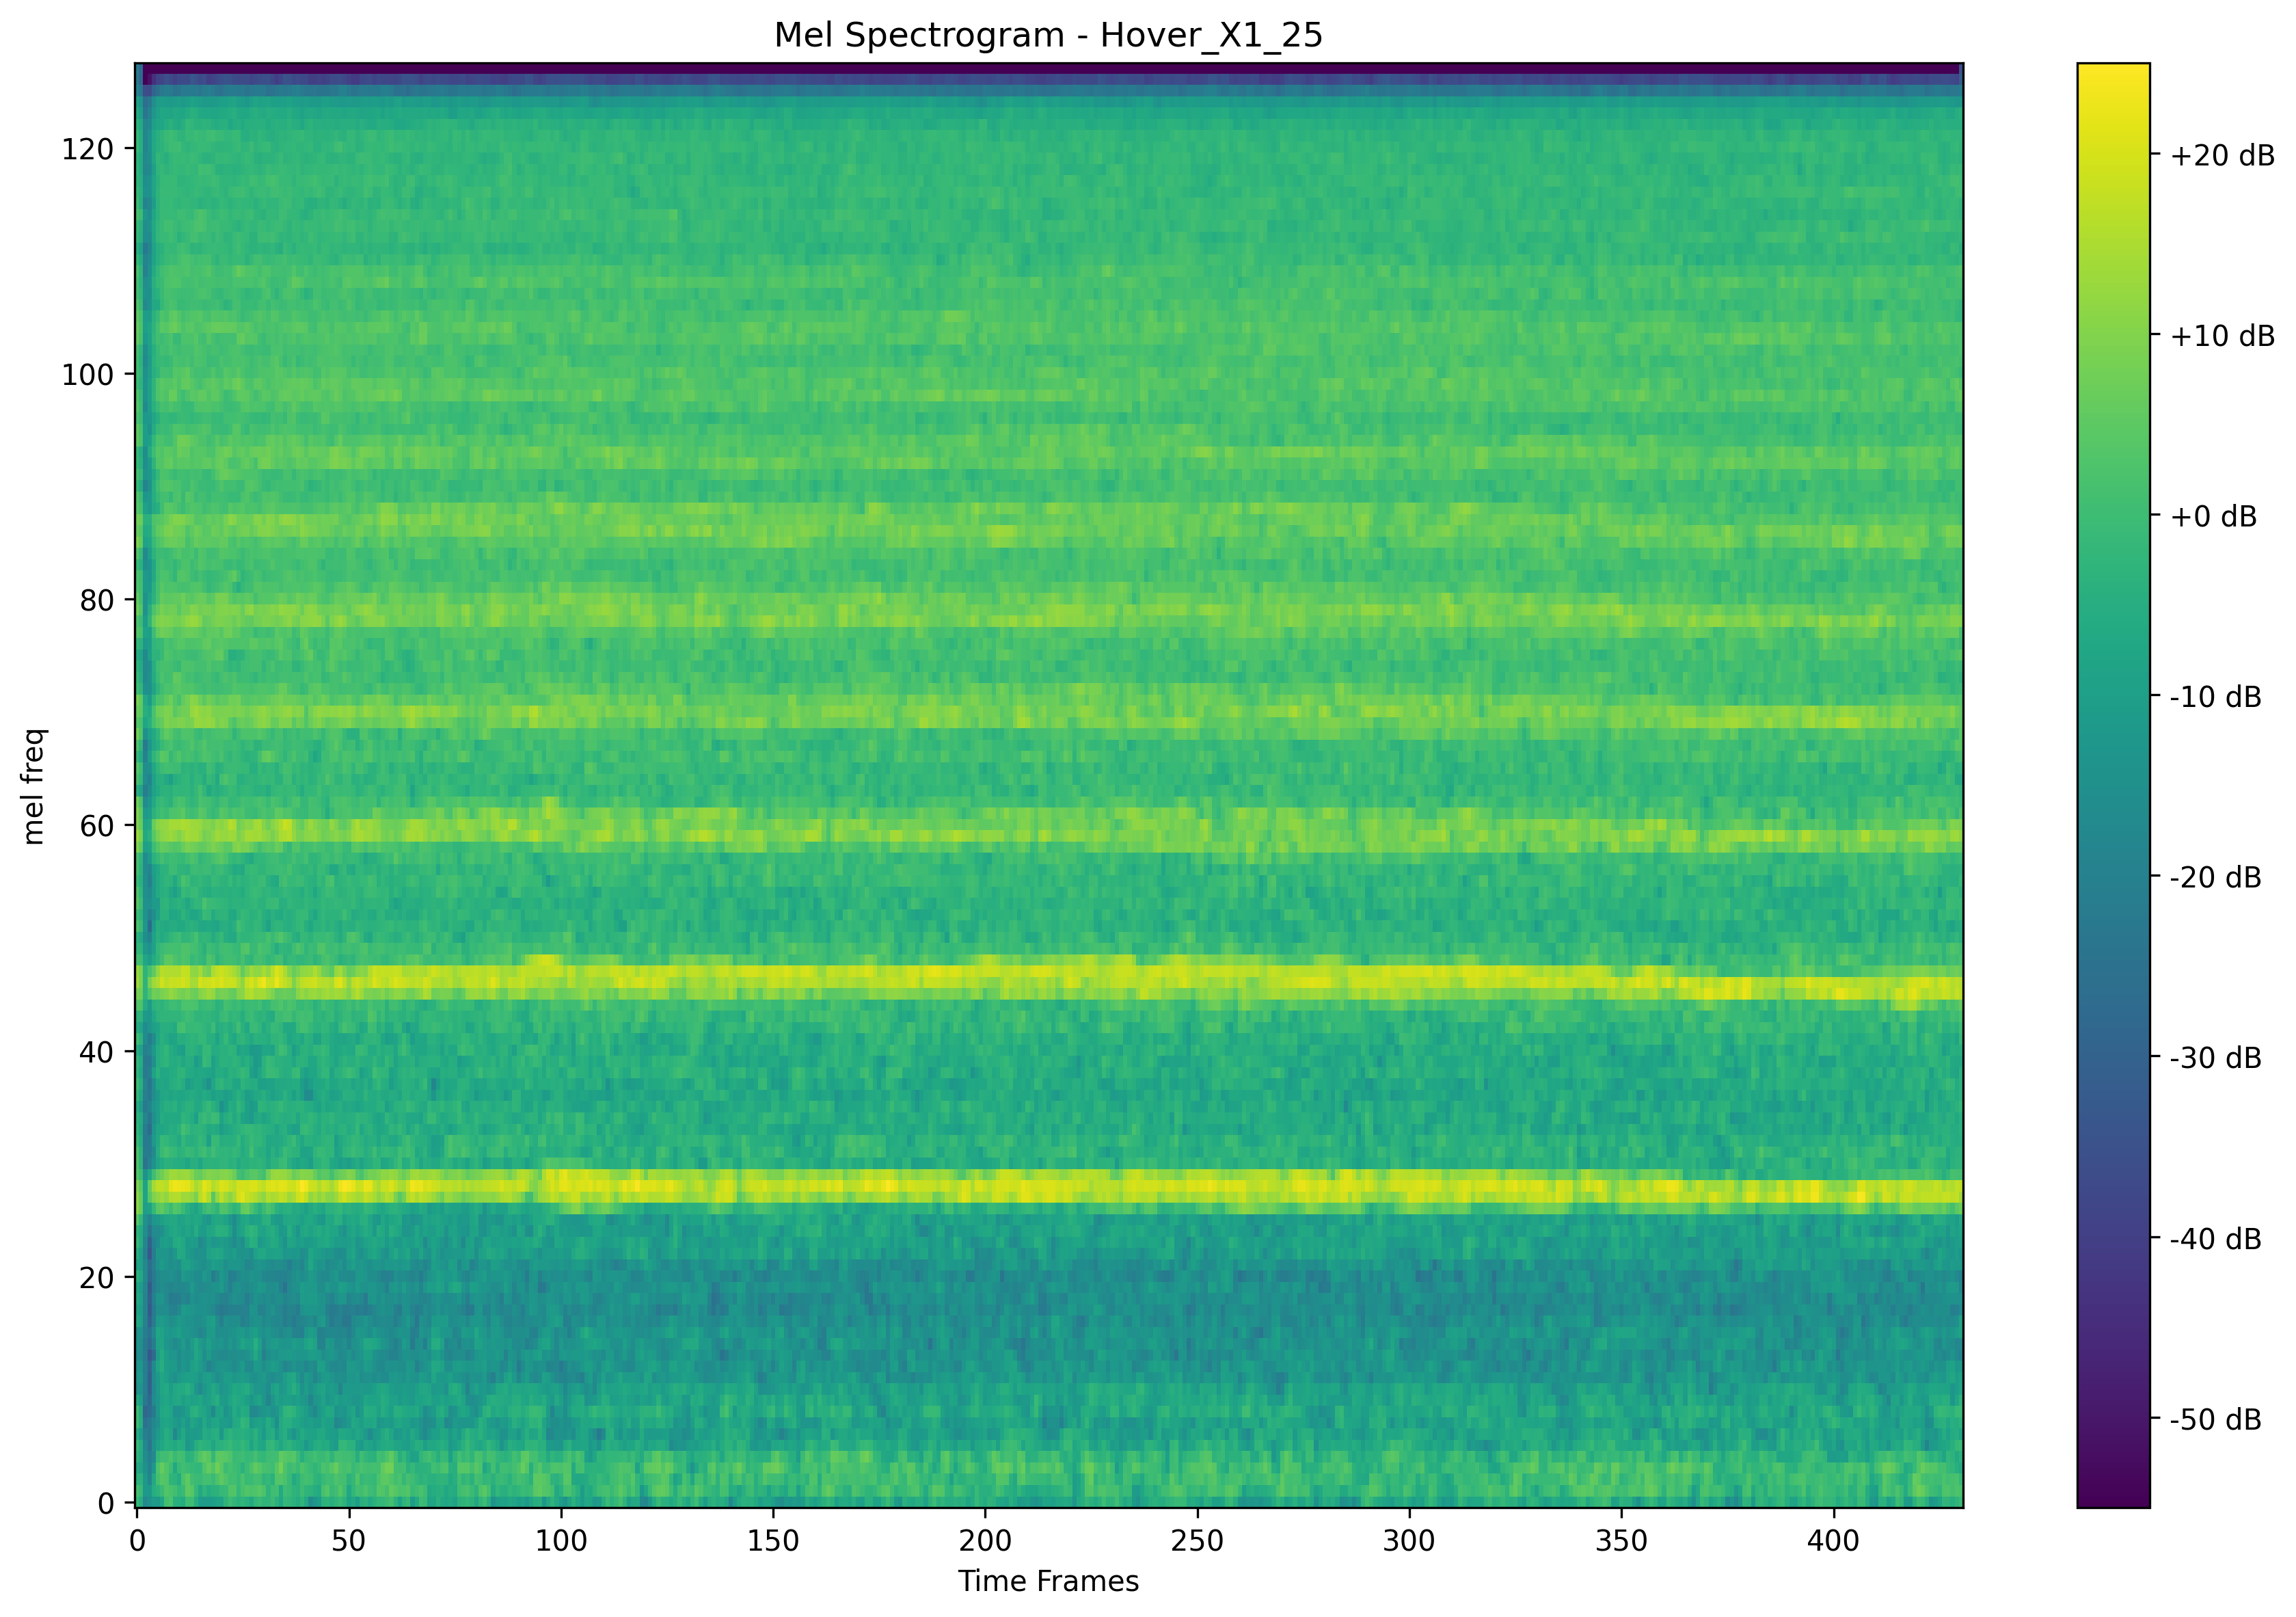 Mel Spectrogram - Hover_X1_25
mel freq
120
100
80
60
40
20
0
0 50 100 150 200 250 300 350 400
Time Frames
+20 dB
+10 dB
+0 dB
-10 dB
-20 dB
-30 dB
-40 dB
-50 dB